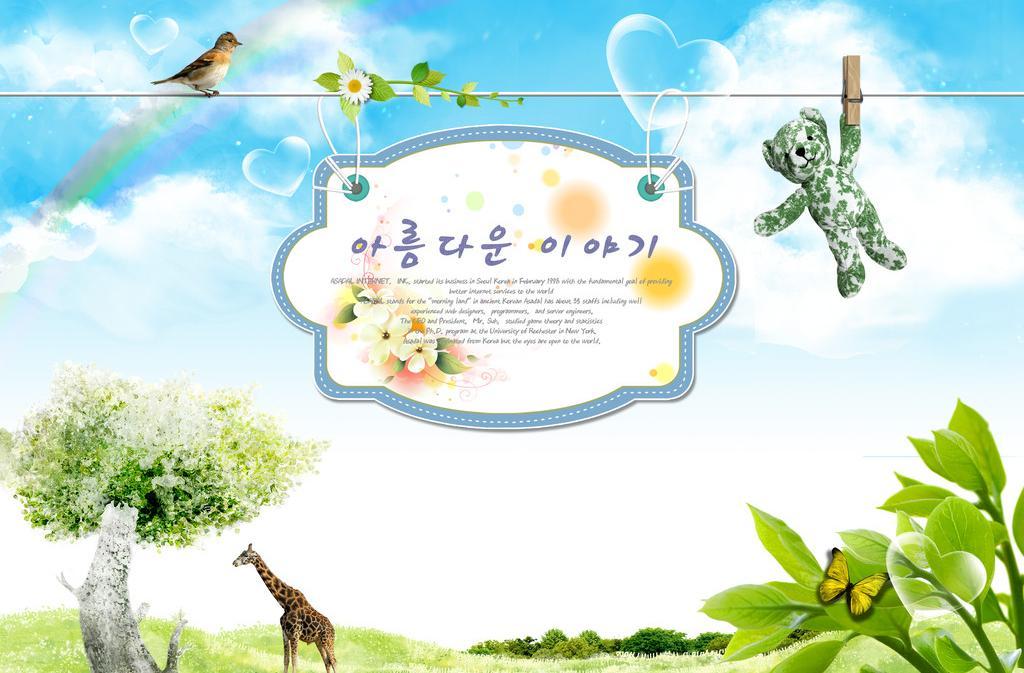 아름다운 이야기
ASADAL INTERNET, INC, started its business in Seoul Korea in February 1998 with the fundamental goal of providing
better internet services to the world
stands for the "morning land" in ancient Korean Asadal has about 35 staffs including well
experienced web designers, programmers, and server engineers,
The CEO and President, Mr, Suh, studied game theory and statistics
the Ph,D, program at the University of Rochester in New York,
Asadal was from Korea but the eyes are open to the world,